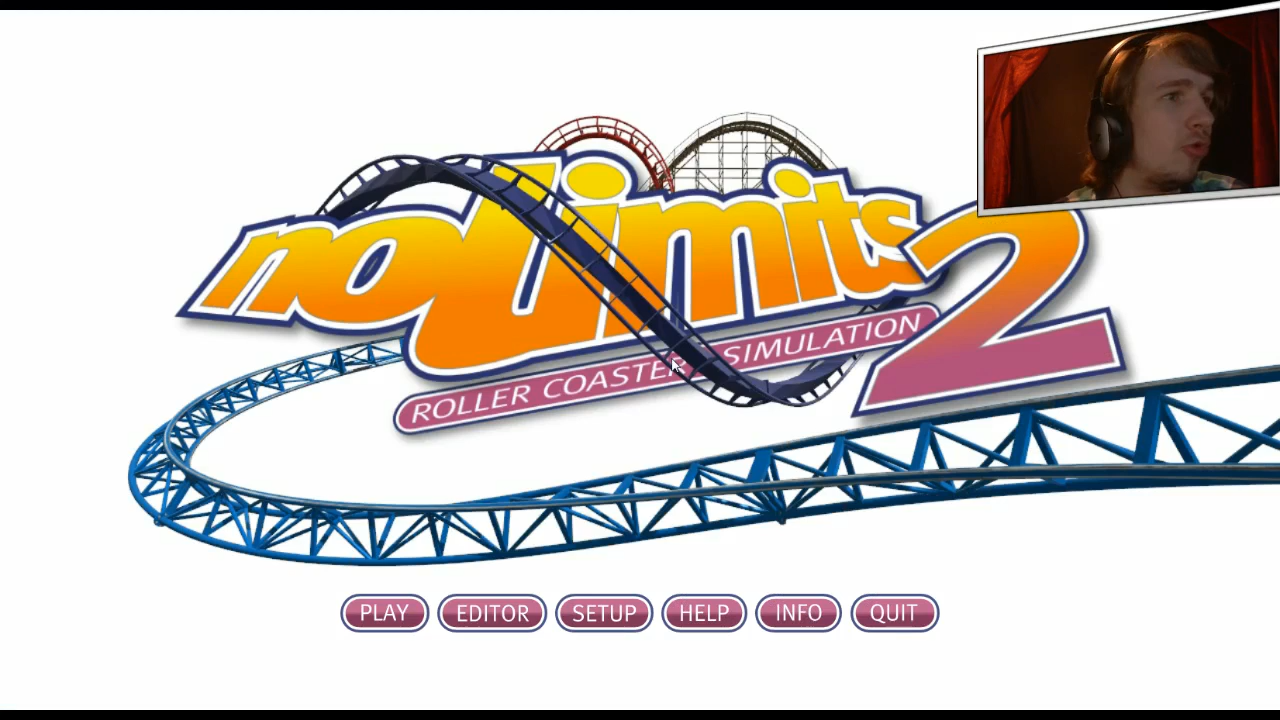 noLimits 2
ROLLER COASTER SIMULATION
PLAY EDITOR SETUP HELP INFO QUIT